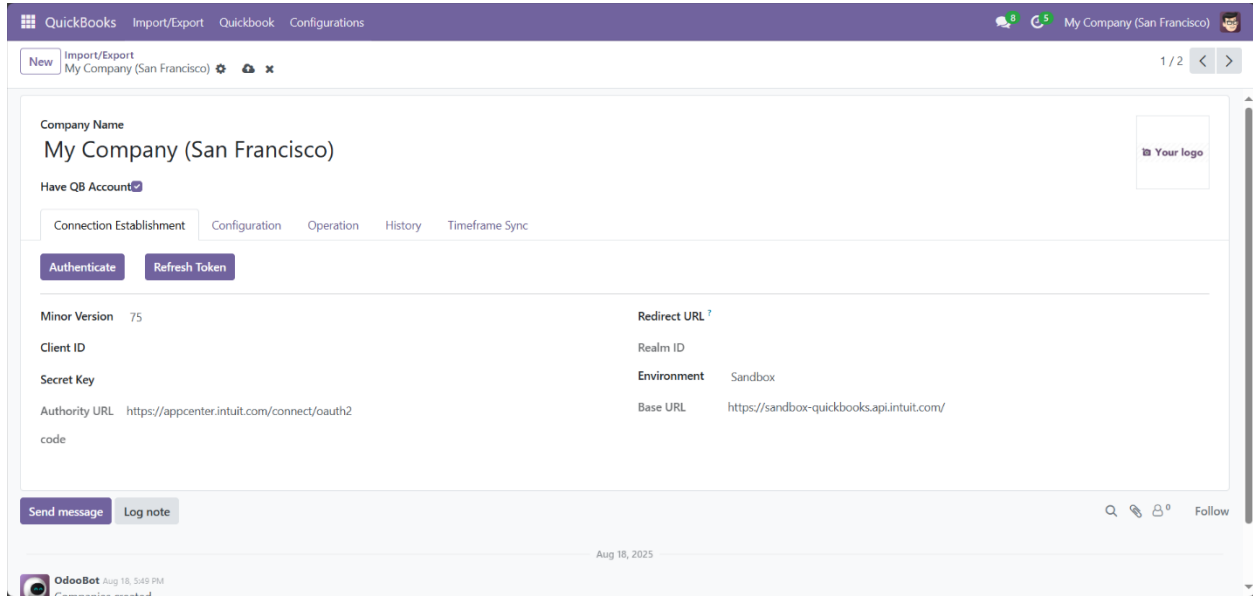 QuickBooks Import/Export Quickbook Configurations 8 5 My Company (San Francisco)
New Import/Export
My Company (San Francisco) 1 / 2
Company Name
My Company (San Francisco)
Your logo
Have QB Account
Connection Establishment Configuration Operation History Timeframe Sync
Authenticate Refresh Token
Minor Version 75 Redirect URL ?
Client ID Realm ID
Secret Key Environment Sandbox
Authority URL https://appcenter.intuit.com/connect/oauth2 Base URL https://sandbox-quickbooks.api.intuit.com/
code
Send message Log note 0 Follow
Aug 18, 2025
OdooBot Aug 18, 5:49 PM
Companies created